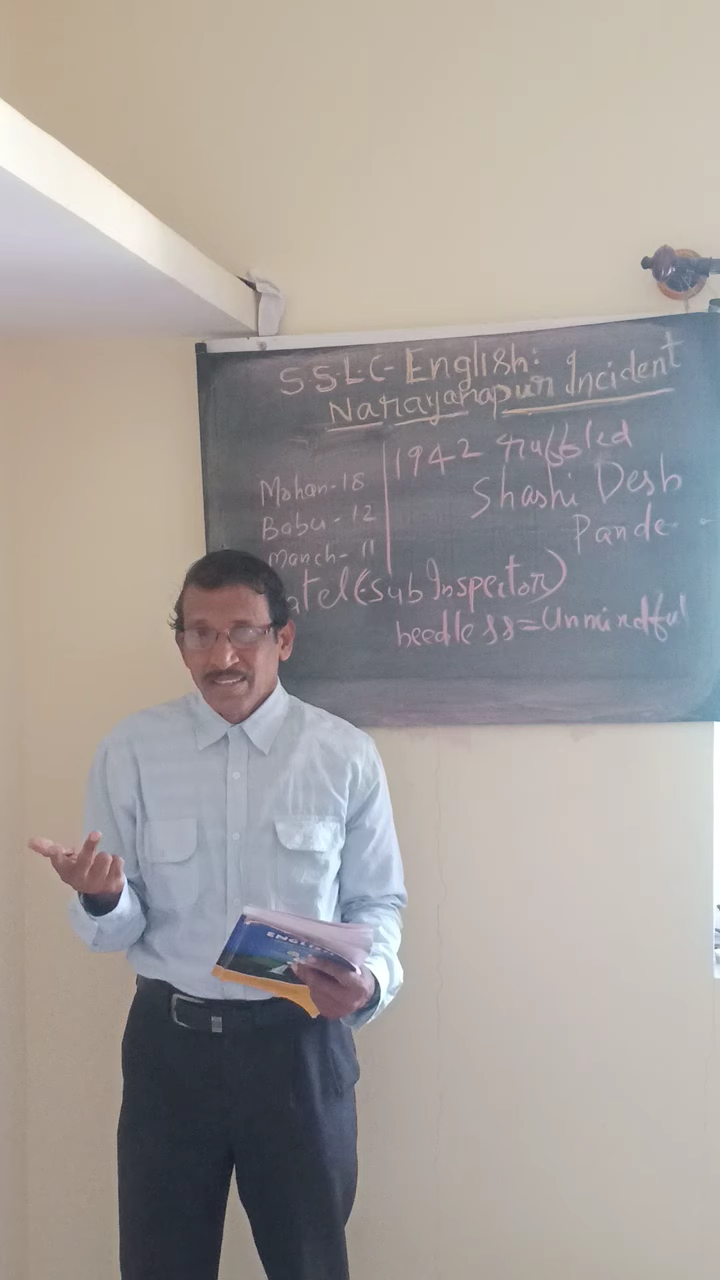 S.S.L.C- English:
Narayanapur Incident
1942 ruffled
Mohan-18
Shashi Desh
Babu-12
Pande
Manch- 11
atel (Sub Inspector)
heedless = Unmindful
ENGLIS